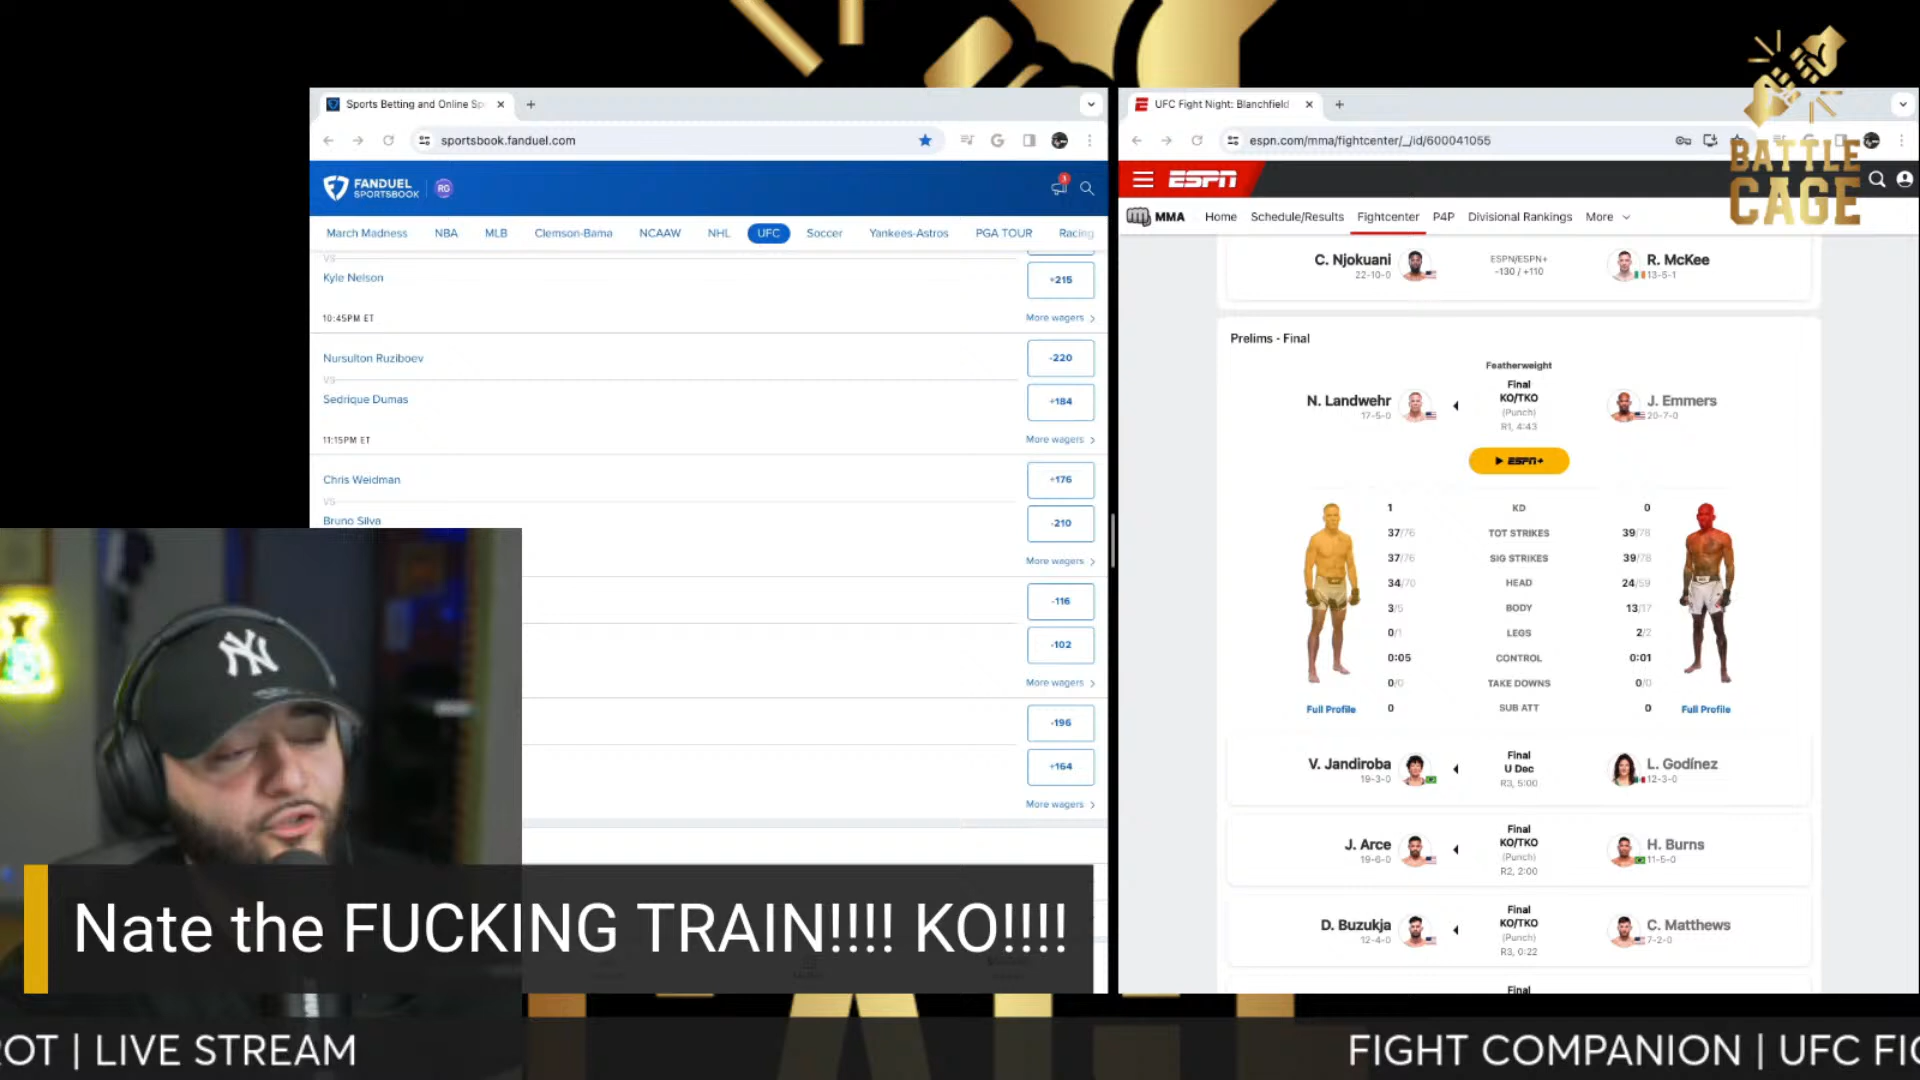 Sports Betting and Online Sp
sportsbook.fanduel.com
FANDUEL
SPORTSBOOK
RG
3
March Madness NBA MLB Clemson-Bama NCAAW NHL UFC Soccer Yankees-Astros PGA TOUR Racing
VS
Kyle Nelson
+215
10:45PM ET
More wagers
Nursulton Ruziboev
-220
VS
Sedrique Dumas
+184
11:15PM ET
More wagers
Chris Weidman
+176
VS
Bruno Silva
-210
More wagers
-116
-102
More wagers
-196
+164
More wagers
UFC Fight Night: Blanchfield
espn.com/mma/fightcenter/_/id/600041055
ESPN
MMA Home Schedule/Results Fightcenter P4P Divisional Rankings More
BATTLE
CAGE
C. Njokuani
22-10-0
ESPN/ESPN+
-130 / +110
R. McKee
13-5-1
Prelims - Final
Featherweight
N. Landwehr
17-5-0
Final
KO/TKO
(Punch)
R1, 4:43
J. Emmers
20-7-0
ESPN+
1 KD 0
37/76 TOT STRIKES 39/78
37/76 SIG STRIKES 39/78
34/70 HEAD 24/59
3/5 BODY 13/17
0/1 LEGS 2/2
0:05 CONTROL 0:01
0/0 TAKE DOWNS 0/0
Full Profile 0 SUB ATT 0 Full Profile
V. Jandiroba
19-3-0
Final
U Dec
R3, 5:00
L. Godínez
12-3-0
J. Arce
19-6-0
Final
KO/TKO
(Punch)
R2, 2:00
H. Burns
11-5-0
D. Buzukja
12-4-0
Final
KO/TKO
(Punch)
R3, 0:22
C. Matthews
7-2-0
Final
NY
Nate the FUCKING TRAIN!!!! KO!!!!
OT | LIVE STREAM
FIGHT COMPANION | UFC FIG